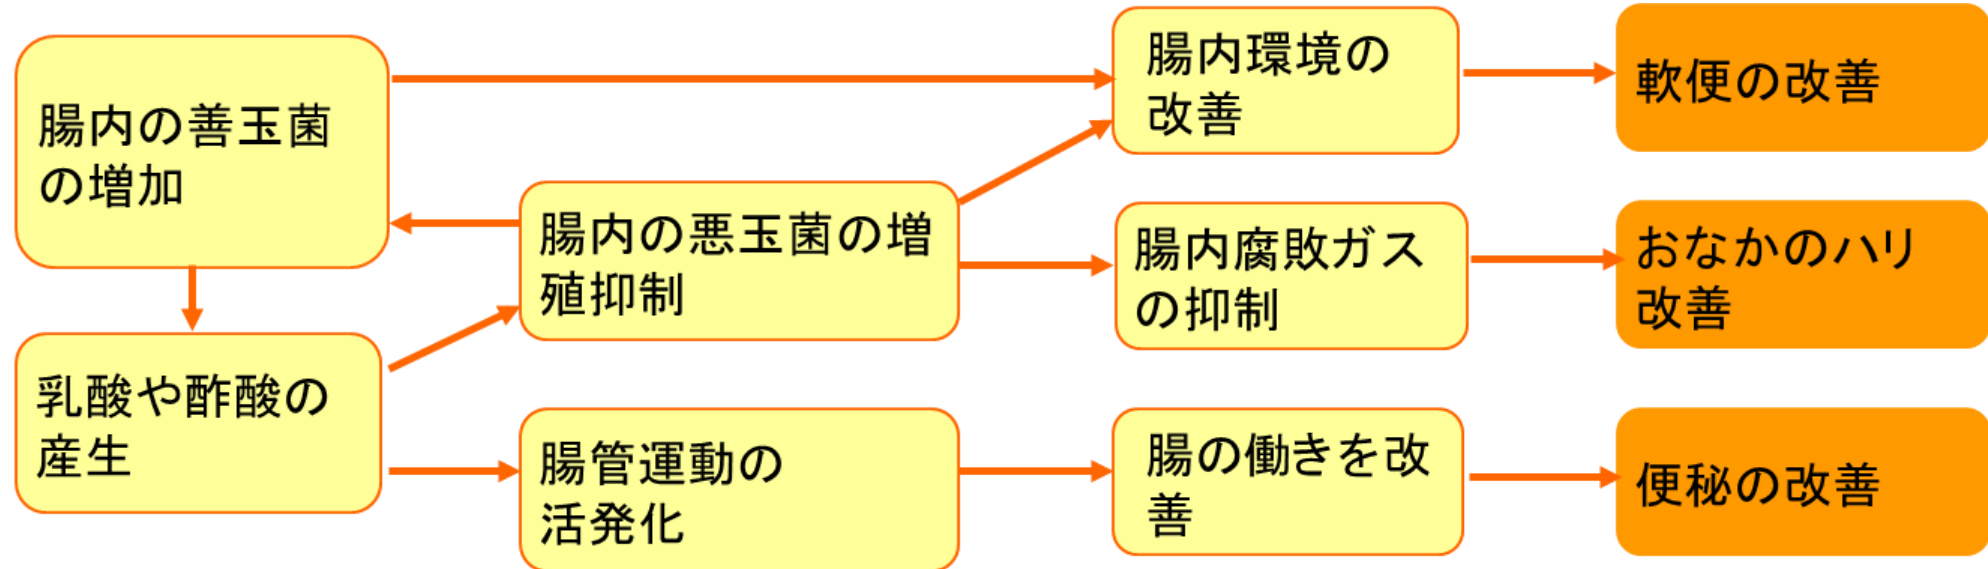 腸内の善玉菌
の増加
乳酸や酢酸の
産生
腸内の悪玉菌の増
殖抑制
腸管運動の
活発化
腸内環境の
改善
腸内腐敗ガス
の抑制
腸の働きを改
善
軟便の改善
おなかのハリ
改善
便秘の改善